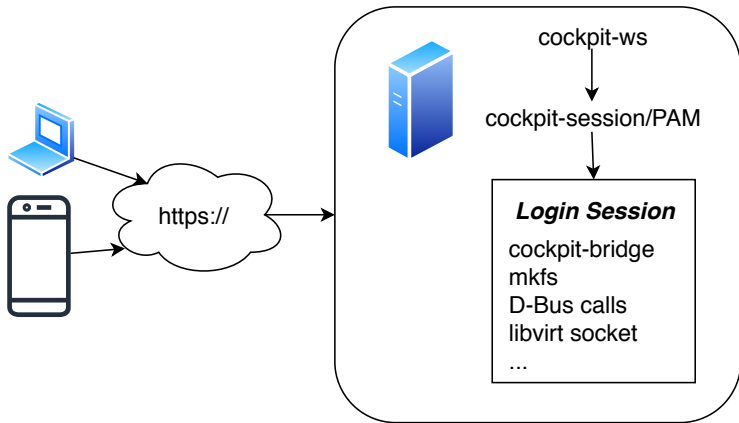 https://
cockpit-ws
cockpit-session/PAM
Login Session
cockpit-bridge
mkfs
D-Bus calls
libvirt socket
...